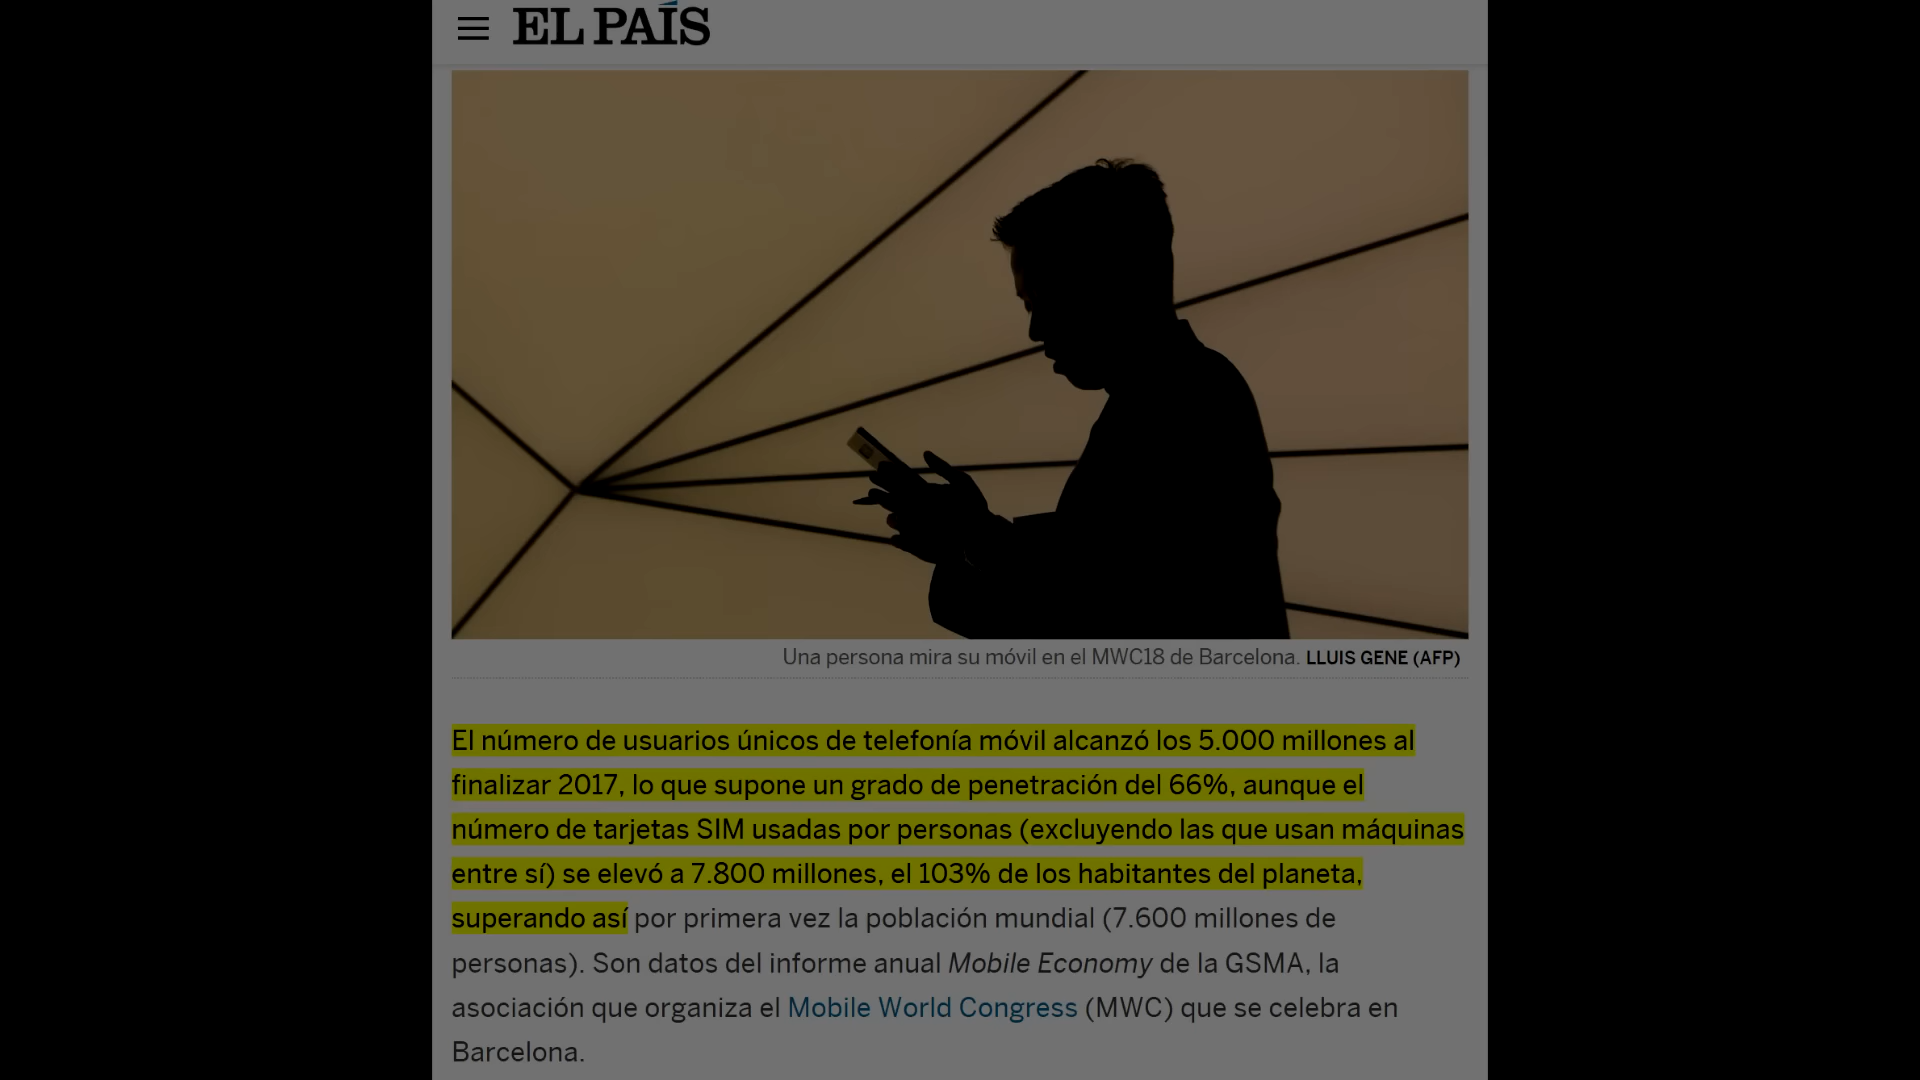 EL PAÍS
Una persona mira su móvil en el MWC18 de Barcelona. LLUIS GENE (AFP)
El número de usuarios únicos de telefonía móvil alcanzó los 5.000 millones al
finalizar 2017, lo que supone un grado de penetración del 66%, aunque el
número de tarjetas SIM usadas por personas (excluyendo las que usan máquinas
entre sí) se elevó a 7.800 millones, el 103% de los habitantes del planeta,
superando así por primera vez la población mundial (7.600 millones de
personas). Son datos del informe anual Mobile Economy de la GSMA, la
asociación que organiza el Mobile World Congress (MWC) que se celebra en
Barcelona.